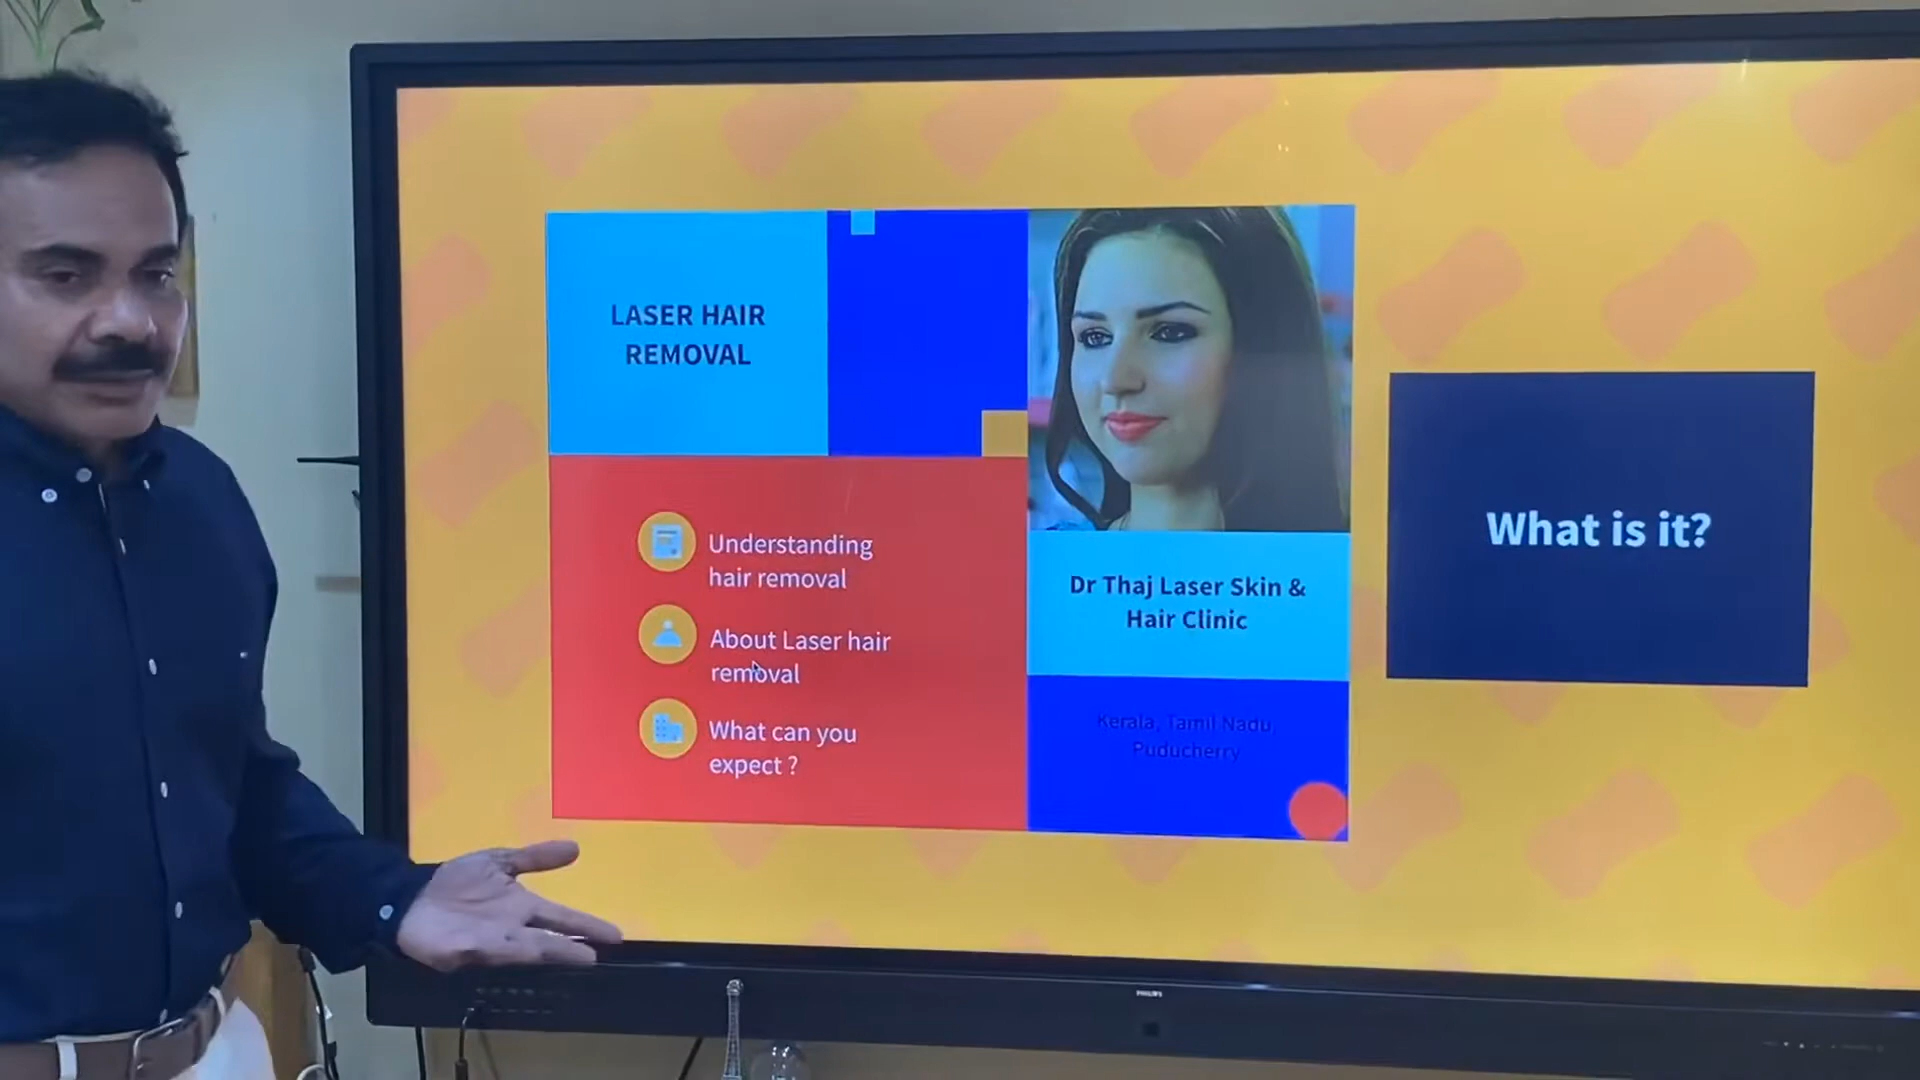 LASER HAIR
REMOVAL
Understanding
hair removal
About Laser hair
removal
What can you
expect ?
Dr Thaj Laser Skin &
Hair Clinic
Kerala, Tamil Nadu,
Puducherry
What is it?
PHILIPS